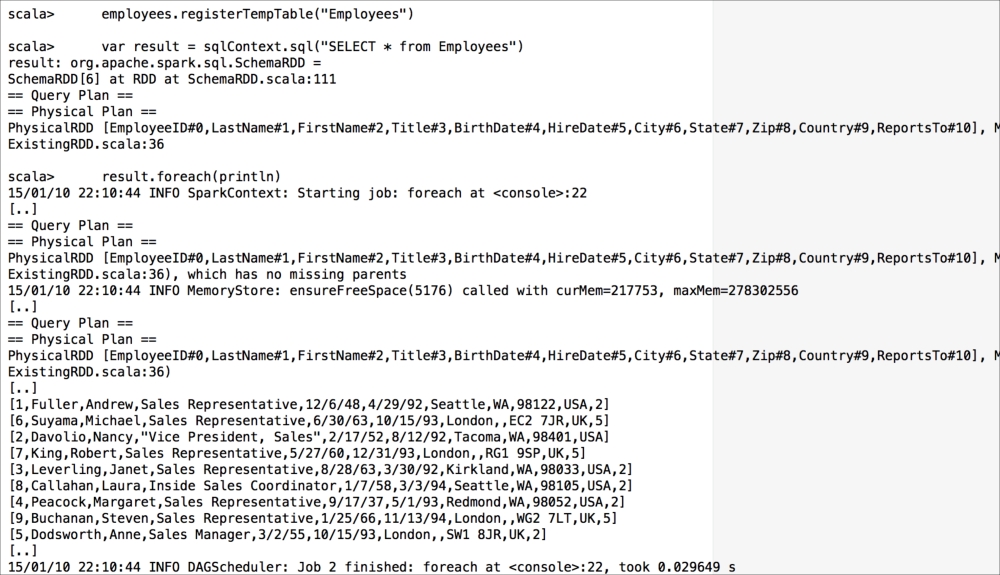 scala>      employees.registerTempTable("Employees")
scala>      var result = sqlContext.sql("SELECT * from Employees")
result: org.apache.spark.sql.SchemaRDD =
SchemaRDD[6] at RDD at SchemaRDD.scala:111
== Query Plan ==
== Physical Plan ==
PhysicalRDD [EmployeeID#0,LastName#1,FirstName#2,Title#3,BirthDate#4,HireDate#5,City#6,State#7,Zip#8,Country#9,ReportsTo#10], M
ExistingRDD.scala:36
scala>      result.foreach(println)
15/01/10 22:10:44 INFO SparkContext: Starting job: foreach at <console>:22
[..]
== Query Plan ==
== Physical Plan ==
PhysicalRDD [EmployeeID#0,LastName#1,FirstName#2,Title#3,BirthDate#4,HireDate#5,City#6,State#7,Zip#8,Country#9,ReportsTo#10], M
ExistingRDD.scala:36), which has no missing parents
15/01/10 22:10:44 INFO MemoryStore: ensureFreeSpace(5176) called with curMem=217753, maxMem=278302556
[..]
== Query Plan ==
== Physical Plan ==
PhysicalRDD [EmployeeID#0,LastName#1,FirstName#2,Title#3,BirthDate#4,HireDate#5,City#6,State#7,Zip#8,Country#9,ReportsTo#10], M
ExistingRDD.scala:36)
[..]
[1,Fuller,Andrew,Sales Representative,12/6/48,4/29/92,Seattle,WA,98122,USA,2]
[6,Suyama,Michael,Sales Representative,6/30/63,10/15/93,London,,EC2 7JR,UK,5]
[2,Davolio,Nancy,"Vice President, Sales",2/17/52,8/12/92,Tacoma,WA,98401,USA]
[7,King,Robert,Sales Representative,5/27/60,12/31/93,London,,RG1 9SP,UK,5]
[3,Leverling,Janet,Sales Representative,8/28/63,3/30/92,Kirkland,WA,98033,USA,2]
[8,Callahan,Laura,Inside Sales Coordinator,1/7/58,3/3/94,Seattle,WA,98105,USA,2]
[4,Peacock,Margaret,Sales Representative,9/17/37,5/1/93,Redmond,WA,98052,USA,2]
[9,Buchanan,Steven,Sales Representative,1/25/66,11/13/94,London,,WG2 7LT,UK,5]
[5,Dodsworth,Anne,Sales Manager,3/2/55,10/15/93,London,,SW1 8JR,UK,2]
[..]
15/01/10 22:10:44 INFO DAGScheduler: Job 2 finished: foreach at <console>:22, took 0.029649 s